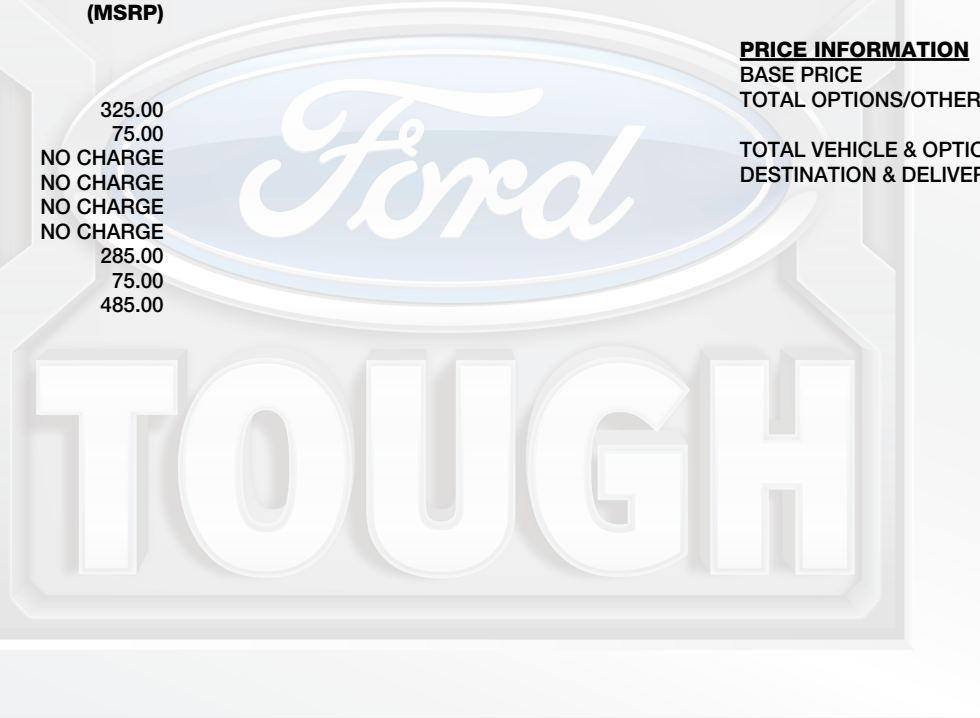 (MSRP)
325.00
75.00
NO CHARGE
NO CHARGE
NO CHARGE
NO CHARGE
285.00
75.00
485.00
PRICE INFORMATION
BASE PRICE
TOTAL OPTIONS/OTHER
TOTAL VEHICLE & OPTIO
DESTINATION & DELIVER
Ford
TOUGH